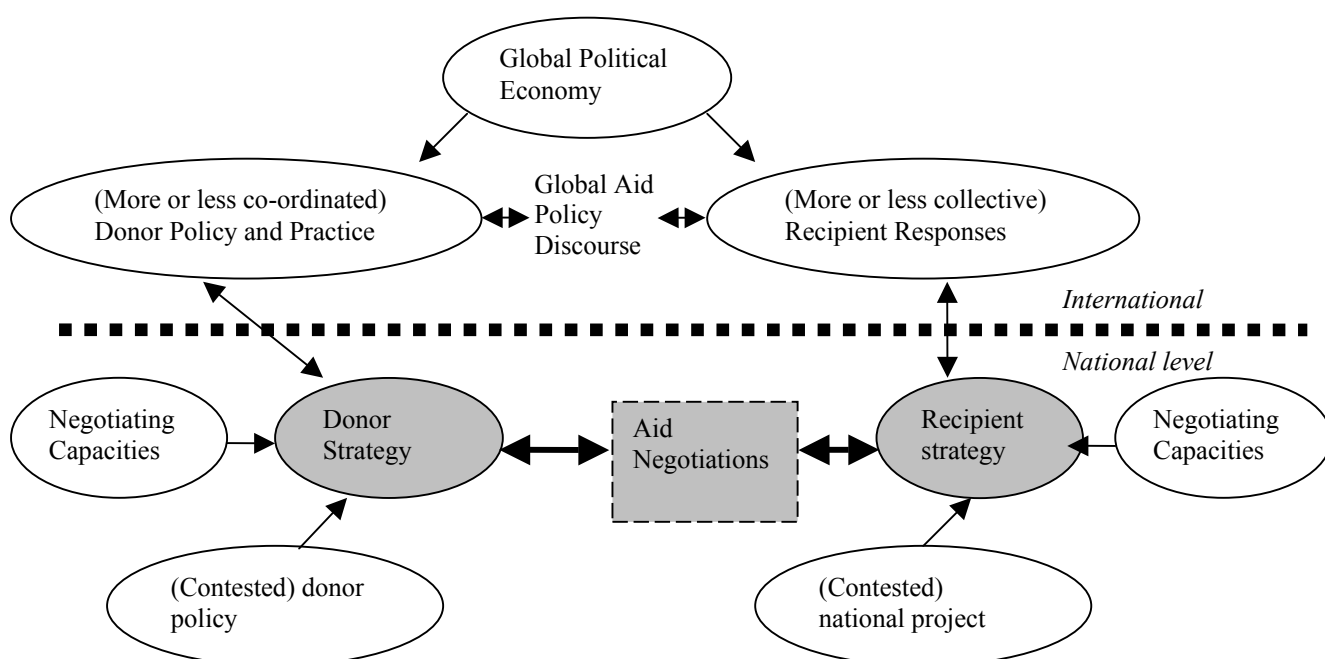 Global Political
Economy
(More or less co-ordinated)
Donor Policy and Practice
Global Aid
Policy
Discourse
(More or less collective)
Recipient Responses
International
National level
Negotiating
Capacities
Donor
Strategy
Aid
Negotiations
Recipient
strategy
Negotiating
Capacities
(Contested) donor
policy
(Contested)
national project